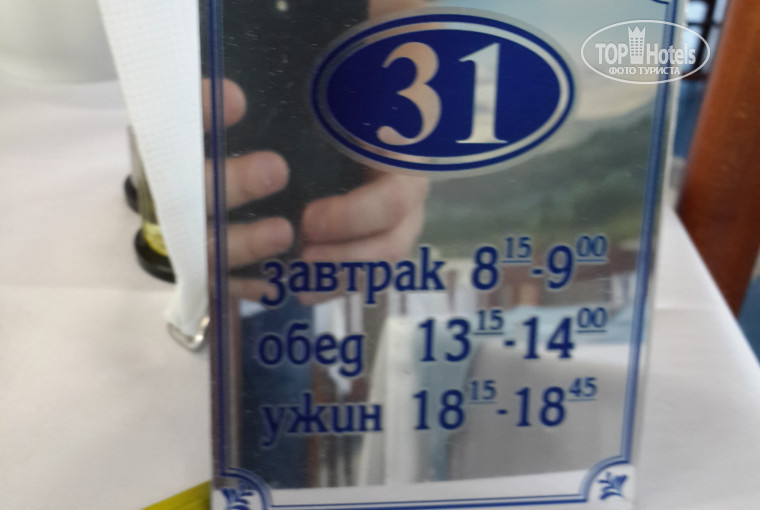 31
TOP Hotels
ФОТО ТУРИСТА
завтрак 8¹⁵-9⁰⁰
обед 13¹⁵-14⁰⁰
ужин 18¹⁵-18⁴⁵